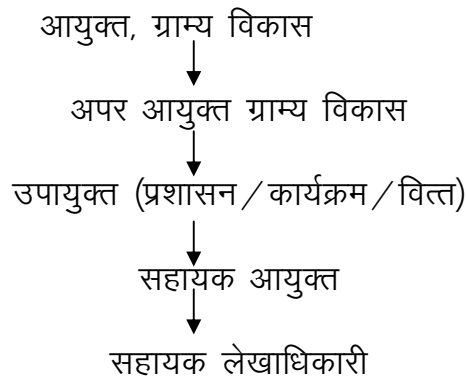 आयुक्त, ग्राम्य विकास
अपर आयुक्त ग्राम्य विकास
उपायुक्त (प्रशासन/कार्यक्रम/वित्त)
सहायक आयुक्त
सहायक लेखाधिकारी